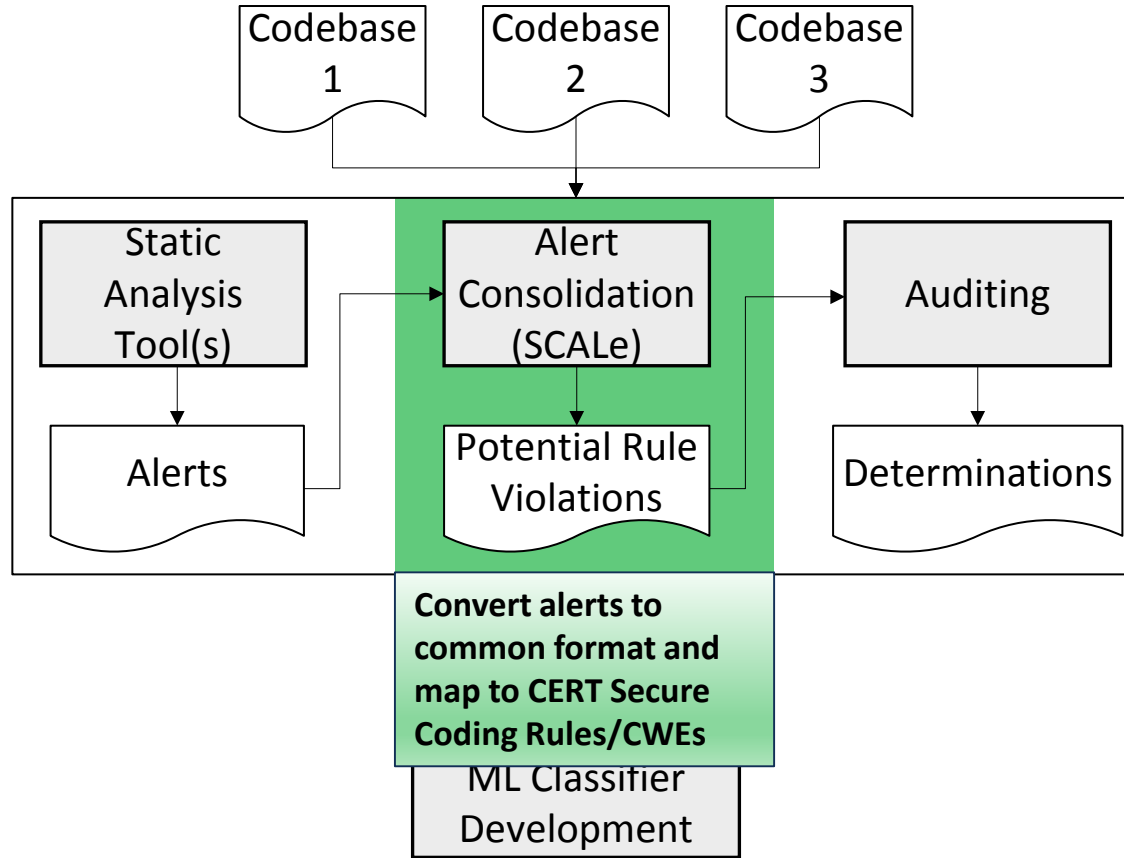 Codebase
1
Codebase
2
Codebase
3
Static
Analysis
Tool(s)
Alert
Consolidation
(SCALe)
Auditing
Alerts
Potential Rule
Violations
Determinations
Convert alerts to
common format and
map to CERT Secure
Coding Rules/CWEs
ML Classifier
Development